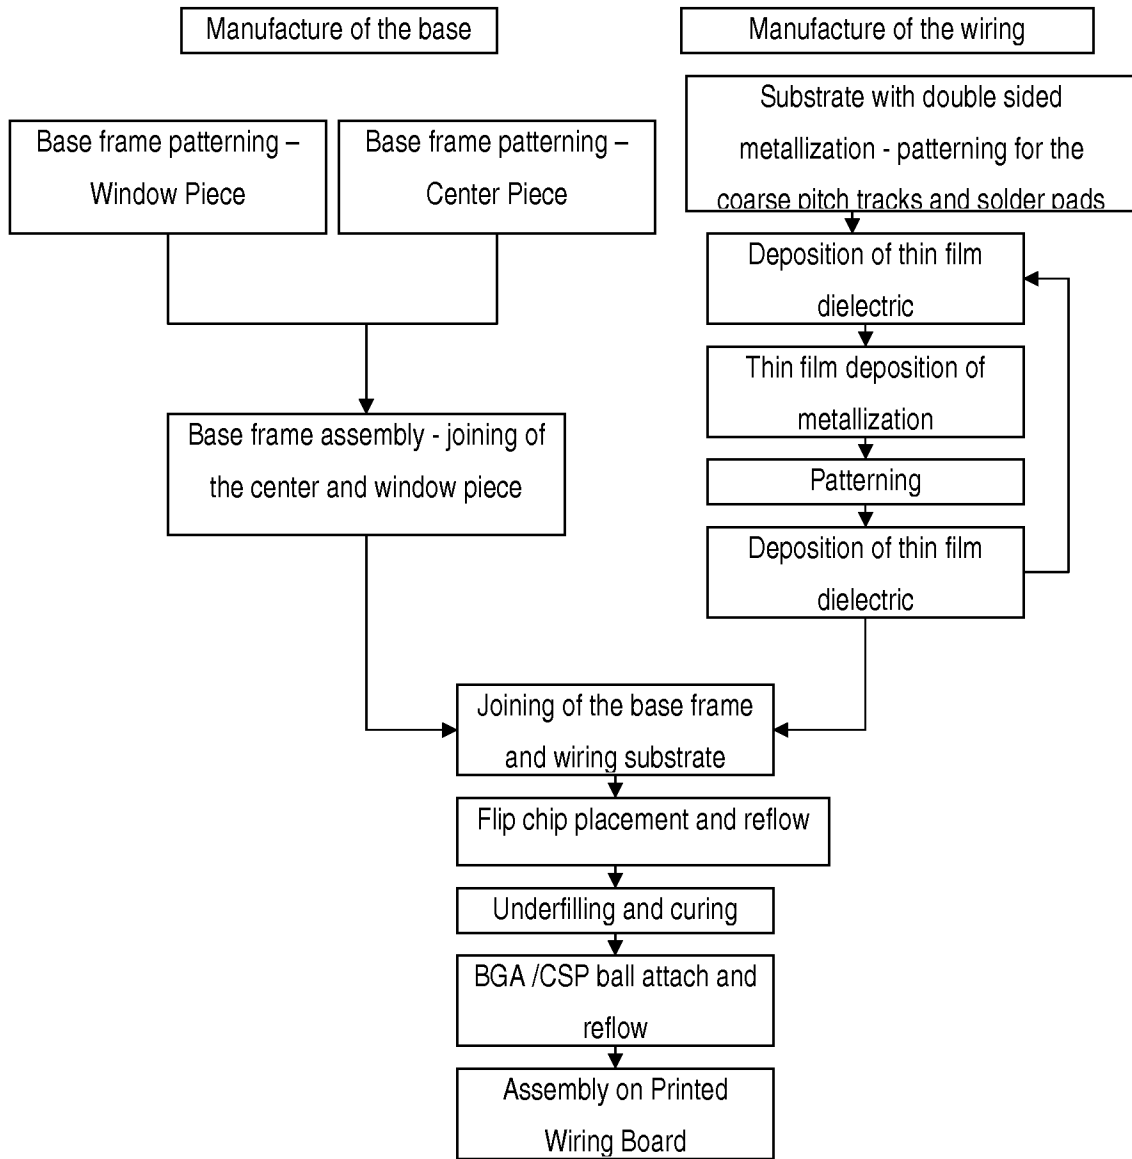 Manufacture of the base
Manufacture of the wiring
Base frame patterning –
Window Piece
Base frame patterning –
Center Piece
Substrate with double sided
metallization - patterning for the
coarse pitch tracks and solder pads
Deposition of thin film
dielectric
Thin film deposition of
metallization
Patterning
Deposition of thin film
dielectric
Base frame assembly - joining of
the center and window piece
Joining of the base frame
and wiring substrate
Flip chip placement and reflow
Underfilling and curing
BGA /CSP ball attach and
reflow
Assembly on Printed
Wiring Board